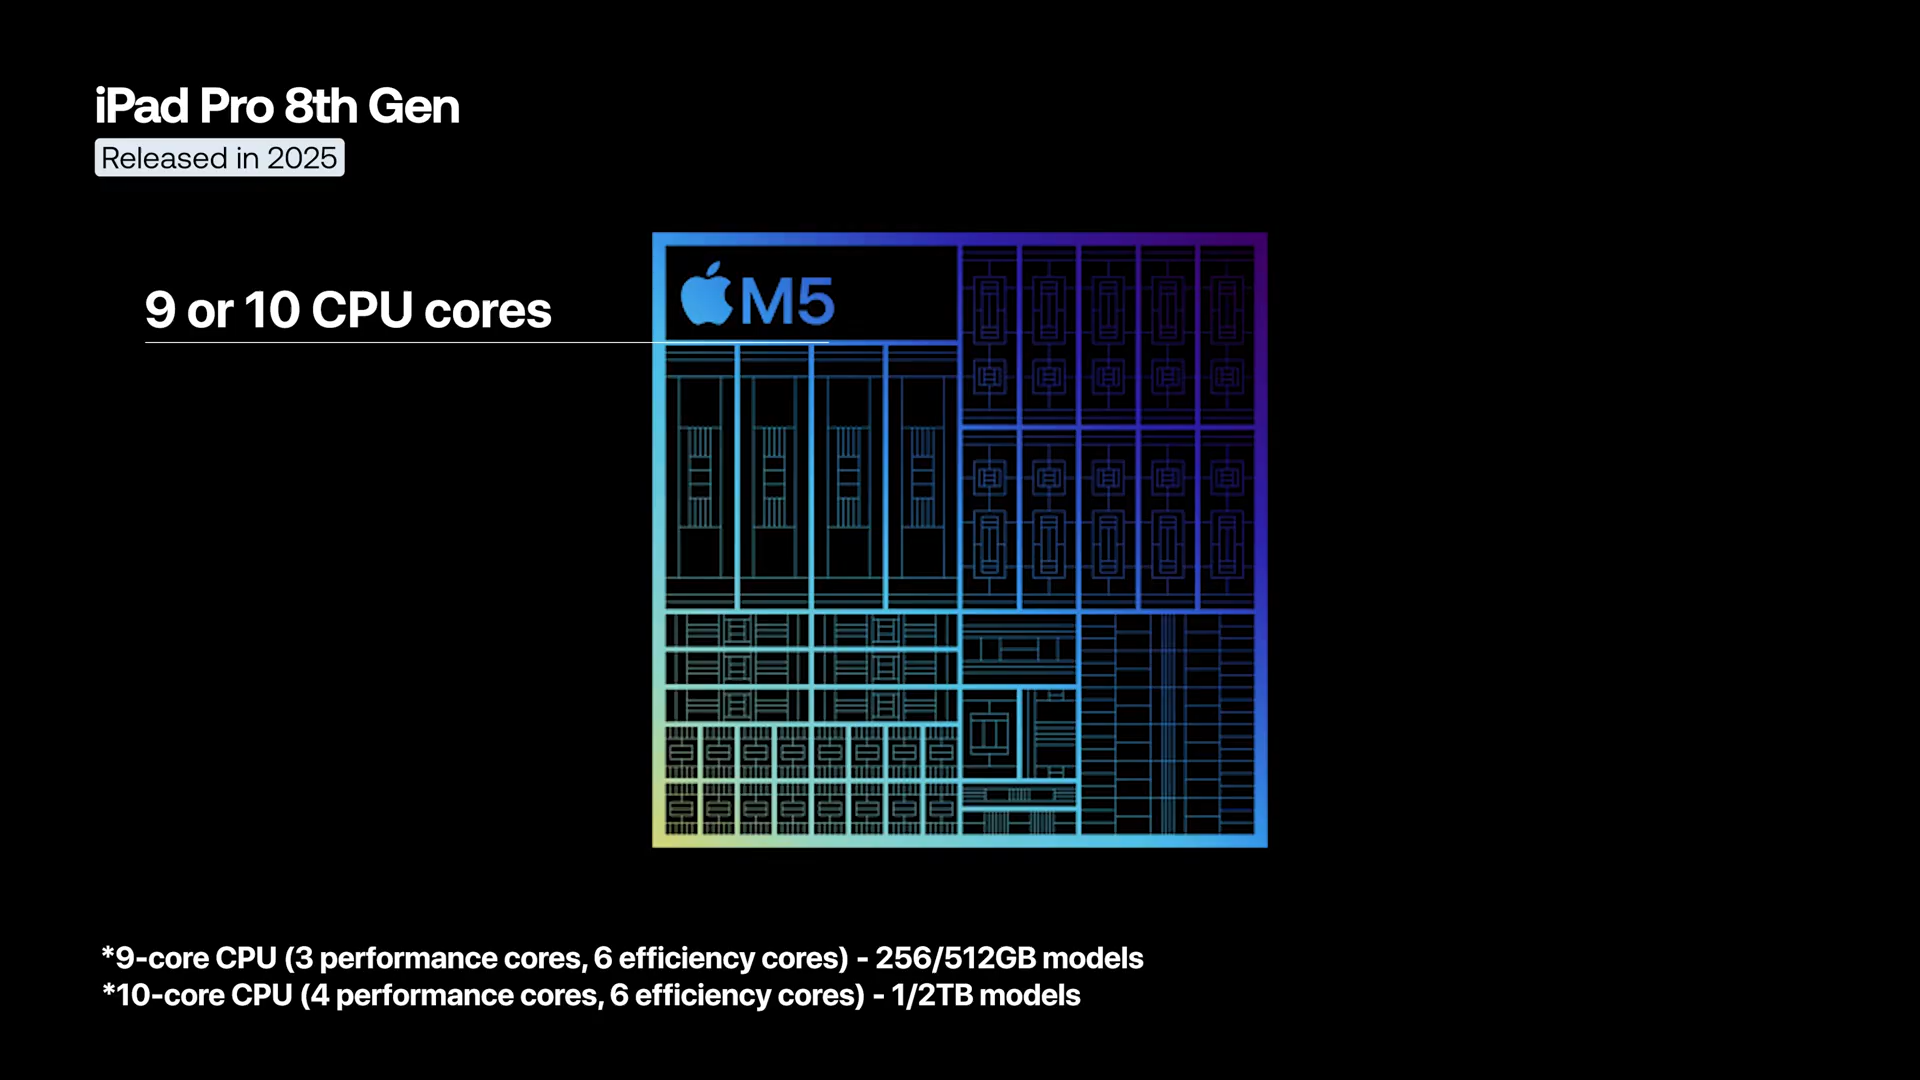 iPad Pro 8th Gen
Released in 2025
9 or 10 CPU cores
M5
*9-core CPU (3 performance cores, 6 efficiency cores) - 256/512GB models
*10-core CPU (4 performance cores, 6 efficiency cores) - 1/2TB models